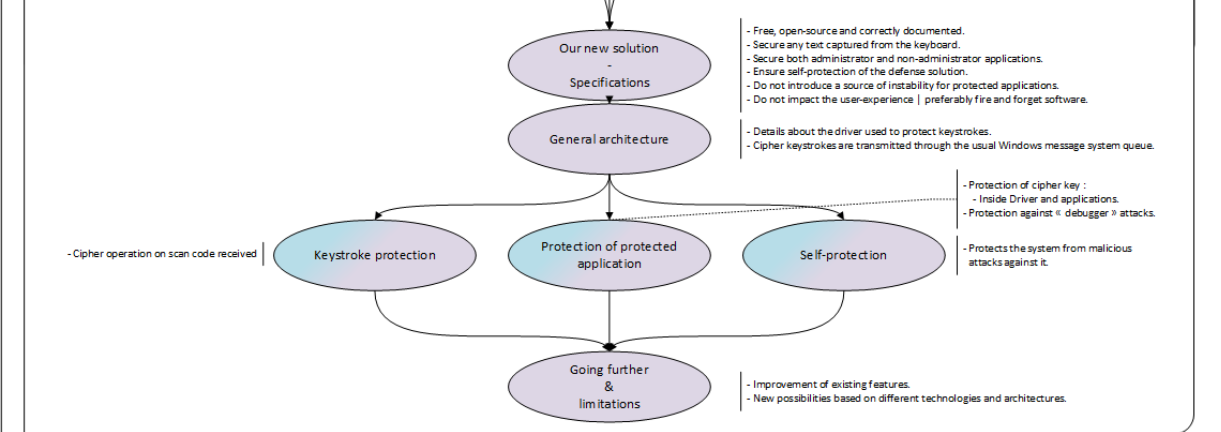 Our new solution
-
Specifications
- Free, open-source and correctly documented.
- Secure any text captured from the keyboard.
- Secure both administrator and non-administrator applications.
- Ensure self-protection of the defense solution.
- Do not introduce a source of instability for protected applications.
- Do not impact the user-experience | preferably fire and forget software.
General architecture
- Details about the driver used to protect keystrokes.
- Cipher keystrokes are transmitted through the usual Windows message system queue.
- Protection of cipher key :
- Inside Driver and applications.
- Protection against « debugger » attacks.
- Cipher operation on scan code received
Keystroke protection
Protection of protected
application
Self-protection
- Protects the system from malicious
attacks against it.
Going further
&
limitations
- Improvement of existing features.
- New possibilities based on different technologies and architectures.